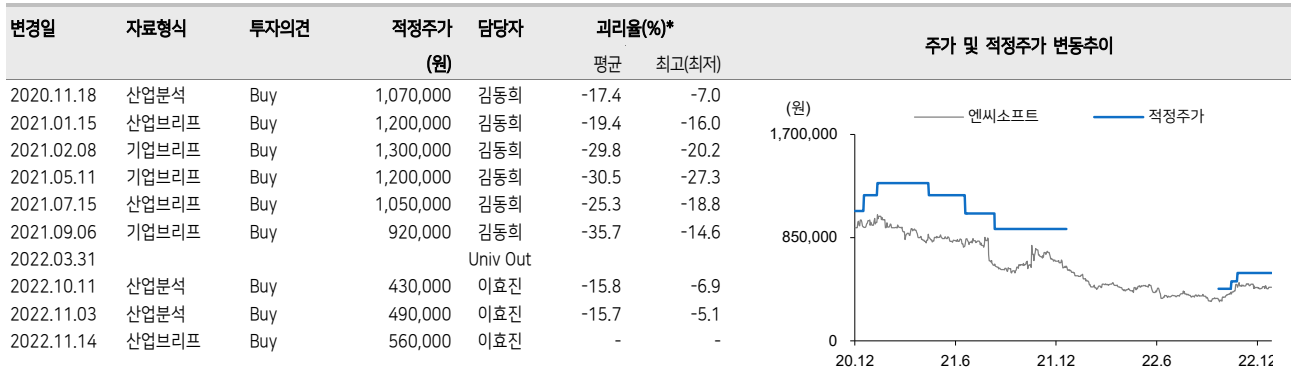 변경일 자료형식 투자의견 적정주가 담당자 괴리율(%)* 주가 및 적정주가 변동추이
(원) 평균 최고(최저)
2020.11.18 산업분석 Buy 1,070,000 김동희 -17.4 -7.0
2021.01.15 산업브리프 Buy 1,200,000 김동희 -19.4 -16.0
2021.02.08 기업브리프 Buy 1,300,000 김동희 -29.8 -20.2
2021.05.11 기업브리프 Buy 1,200,000 김동희 -30.5 -27.3
2021.07.15 산업브리프 Buy 1,050,000 김동희 -25.3 -18.8
2021.09.06 기업브리프 Buy 920,000 김동희 -35.7 -14.6
2022.03.31 Univ Out
2022.10.11 산업분석 Buy 430,000 이효진 -15.8 -6.9
2022.11.03 산업분석 Buy 490,000 이효진 -15.7 -5.1
2022.11.14 산업브리프 Buy 560,000 이효진 - -
(원) 엔씨소프트 적정주가
1,700,000
850,000
0
20.12 21.6 21.12 22.6 22.12